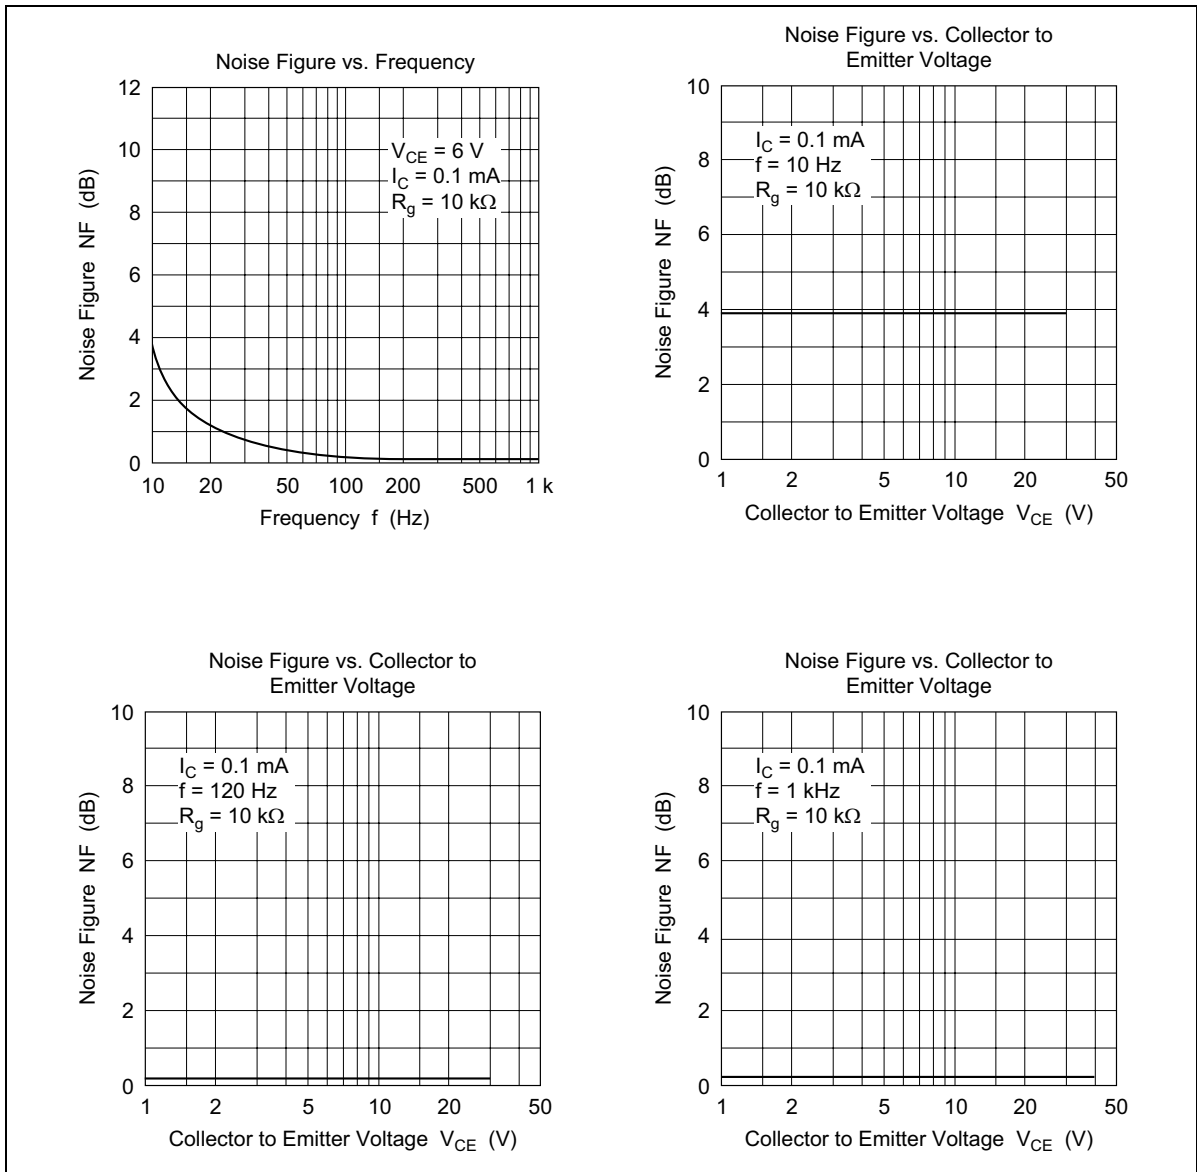 Noise Figure vs. Frequency
12
10
8
6
4
2
0
Noise Figure NF (dB)
V_CE = 6 V
I_C = 0.1 mA
R_g = 10 kΩ
10 20 50 100 200 500 1 k
Frequency f (Hz)
Noise Figure vs. Collector to
Emitter Voltage
10
8
6
4
2
0
Noise Figure NF (dB)
I_C = 0.1 mA
f = 10 Hz
R_g = 10 kΩ
1 2 5 10 20 50
Collector to Emitter Voltage V_CE (V)
Noise Figure vs. Collector to
Emitter Voltage
10
8
6
4
2
0
Noise Figure NF (dB)
I_C = 0.1 mA
f = 120 Hz
R_g = 10 kΩ
1 2 5 10 20 50
Collector to Emitter Voltage V_CE (V)
Noise Figure vs. Collector to
Emitter Voltage
10
8
6
4
2
0
Noise Figure NF (dB)
I_C = 0.1 mA
f = 1 kHz
R_g = 10 kΩ
1 2 5 10 20 50
Collector to Emitter Voltage V_CE (V)